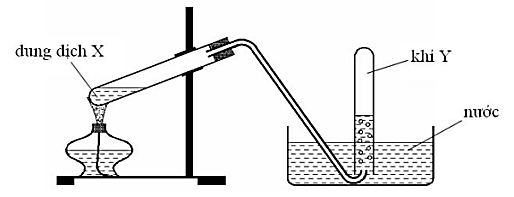 dung dịch X
khí Y
nước